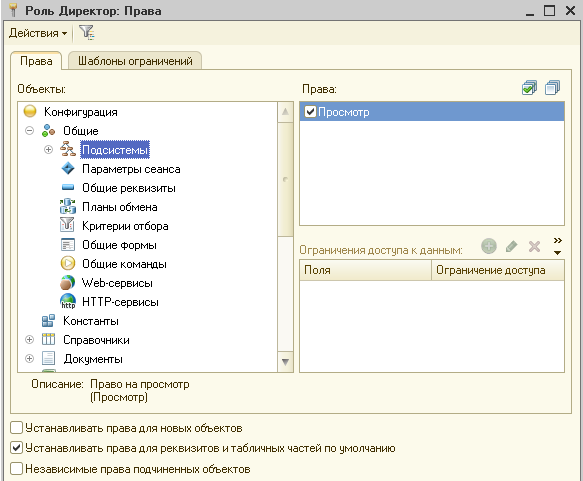 Роль Директор: Права
Действия
Права
Шаблоны ограничений
Объекты:
Права:
Конфигурация
Просмотр
Общие
Подсистемы
Параметры сеанса
Общие реквизиты
Планы обмена
Критерии отбора
Общие формы
Ограничения доступа к данным:
Общие команды
Поля
Ограничение доступа
Web-сервисы
http
HTTP-сервисы
Константы
Справочники
Документы
Описание: Право на просмотр
(Просмотр)
Устанавливать права для новых объектов
Устанавливать права для реквизитов и табличных частей по умолчанию
Независимые права подчиненных объектов